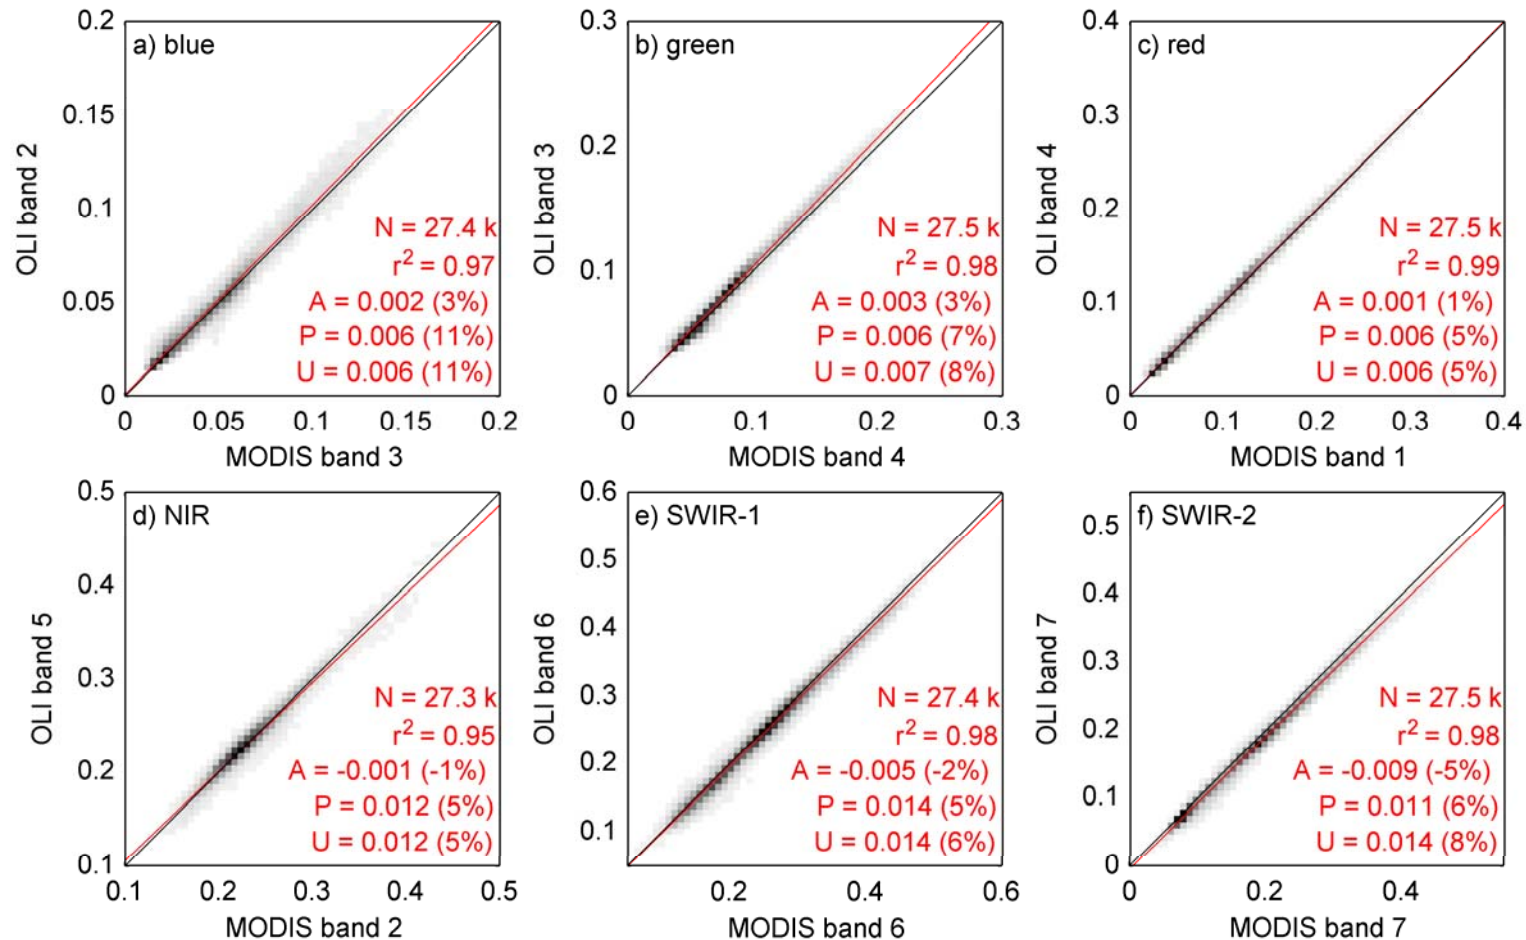 a) blue
0.2
0.15
0.1
0.05
0
OLI band 2
N = 27.4 k
r² = 0.97
A = 0.002 (3%)
P = 0.006 (11%)
U = 0.006 (11%)
0 0.05 0.1 0.15 0.2
MODIS band 3
b) green
0.3
0.2
0.1
0
OLI band 3
N = 27.5 k
r² = 0.98
A = 0.003 (3%)
P = 0.006 (7%)
U = 0.007 (8%)
0 0.1 0.2 0.3
MODIS band 4
c) red
0.4
0.3
0.2
0.1
0
OLI band 4
N = 27.5 k
r² = 0.99
A = 0.001 (1%)
P = 0.006 (5%)
U = 0.006 (5%)
0 0.1 0.2 0.3 0.4
MODIS band 1
d) NIR
0.5
0.4
0.3
0.2
0.1
OLI band 5
N = 27.3 k
r² = 0.95
A = -0.001 (-1%)
P = 0.012 (5%)
U = 0.012 (5%)
0.1 0.2 0.3 0.4 0.5
MODIS band 2
e) SWIR-1
0.6
0.5
0.4
0.3
0.2
0.1
OLI band 6
N = 27.4 k
r² = 0.98
A = -0.005 (-2%)
P = 0.014 (5%)
U = 0.014 (6%)
0.2 0.4 0.6
MODIS band 6
f) SWIR-2
0.5
0.4
0.3
0.2
0.1
0
OLI band 7
N = 27.5 k
r² = 0.98
A = -0.009 (-5%)
P = 0.011 (6%)
U = 0.014 (8%)
0 0.2 0.4
MODIS band 7